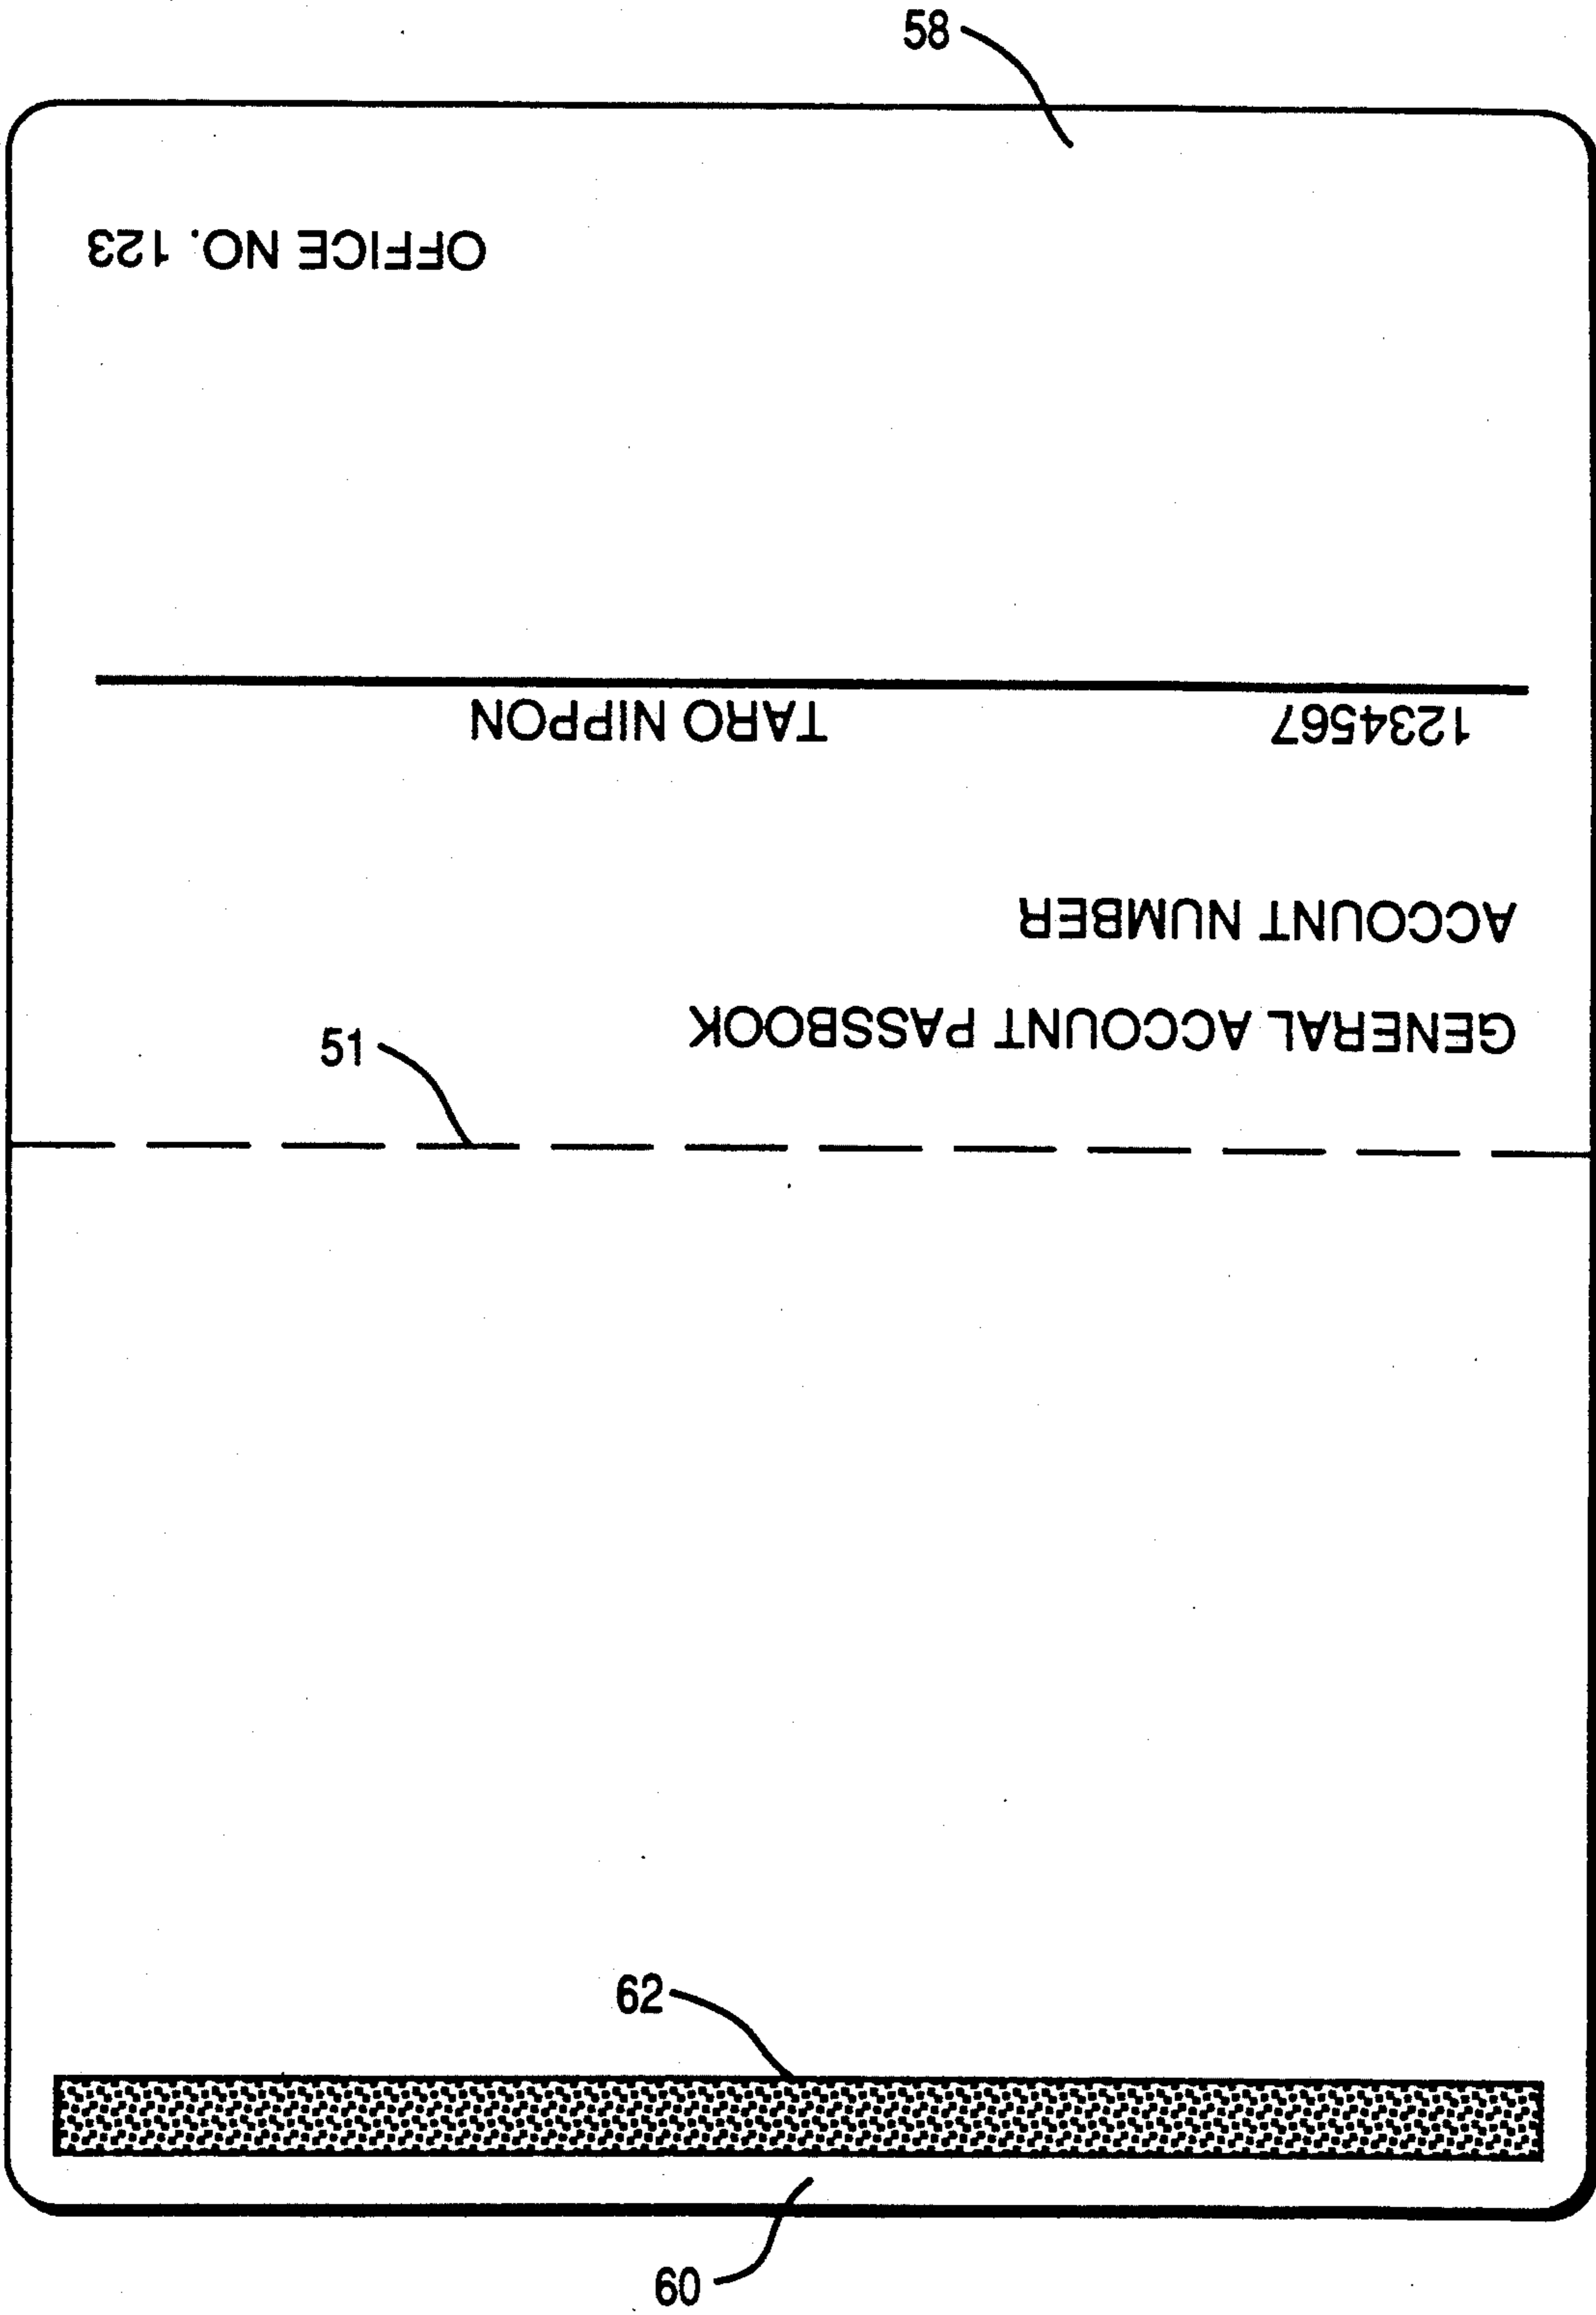 58
OFFICE NO. 123
TARO NIPPON
1234567
ACCOUNT NUMBER
GENERAL ACCOUNT PASSBOOK
51
62
60